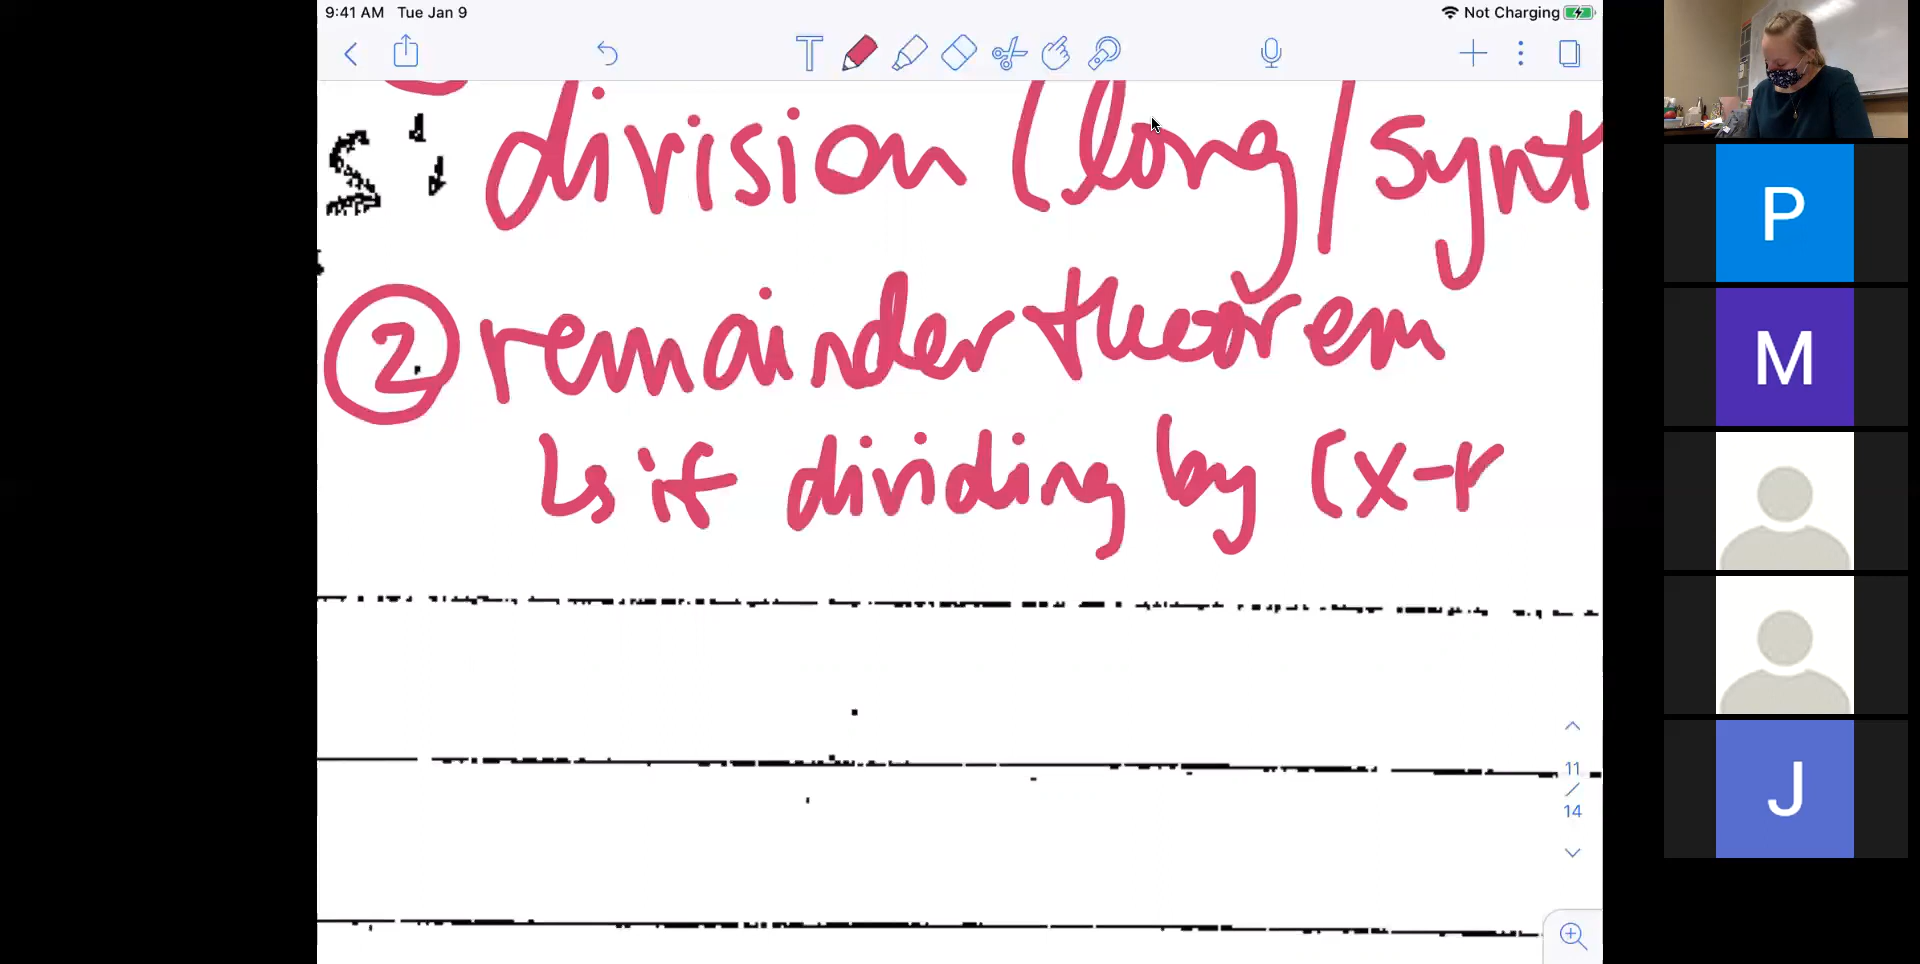 9:41 AM Tue Jan 9
Not Charging
T
division (long/synt
② remainder theorem
↳ if dividing by (x-r
11
/
14
P
M
J